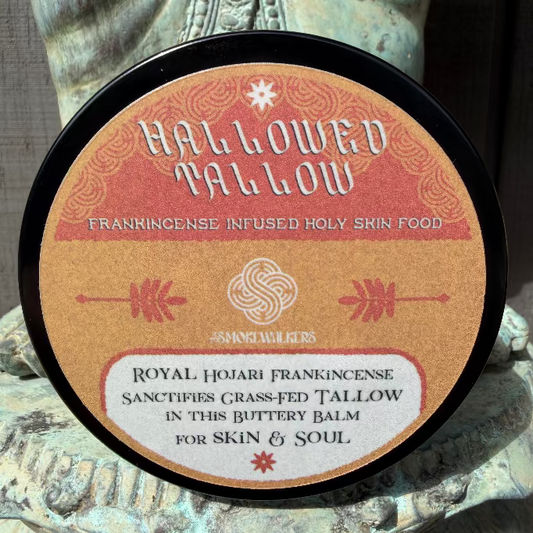 HALLOWED
TALLOW
FRANKINCENSE INFUSED HOLY SKIN FOOD
THE SMOKEWALKERS
ROYAL HOJARI FRANKINCENSE
SANCTIFIES GRASS-FED TALLOW
IN THIS BUTTERY BALM
FOR SKIN & SOUL